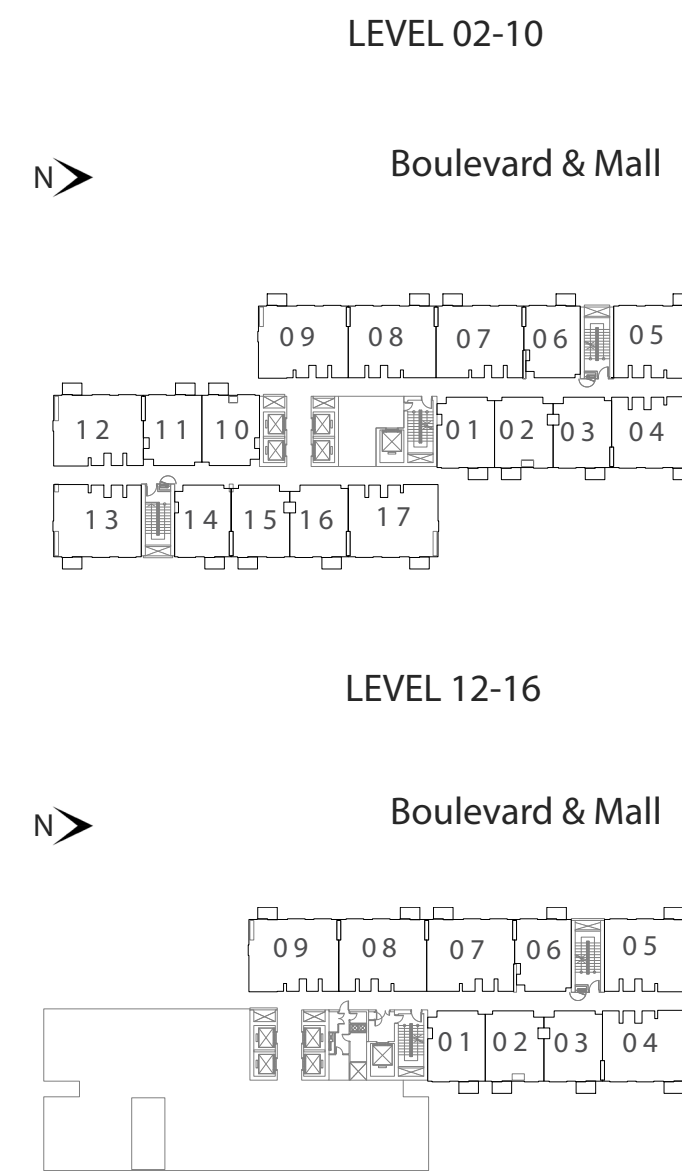 LEVEL 02-10
Boulevard & Mall
N
09 08 07 06 05
12 11 10 01 02 03 04
13 14 15 16 17
LEVEL 12-16
Boulevard & Mall
N
09 08 07 06 05
01 02 03 04